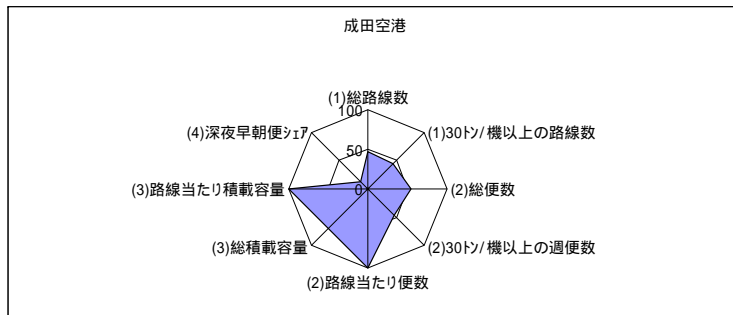 成田空港
(1)総路線数
100
(4)深夜早朝便ｼｪｱ
(1)30ﾄﾝ/機以上の路線数
50
(3)路線当たり積載容量
0
(2)総便数
(3)総積載容量
(2)30ﾄﾝ/機以上の週便数
(2)路線当たり便数